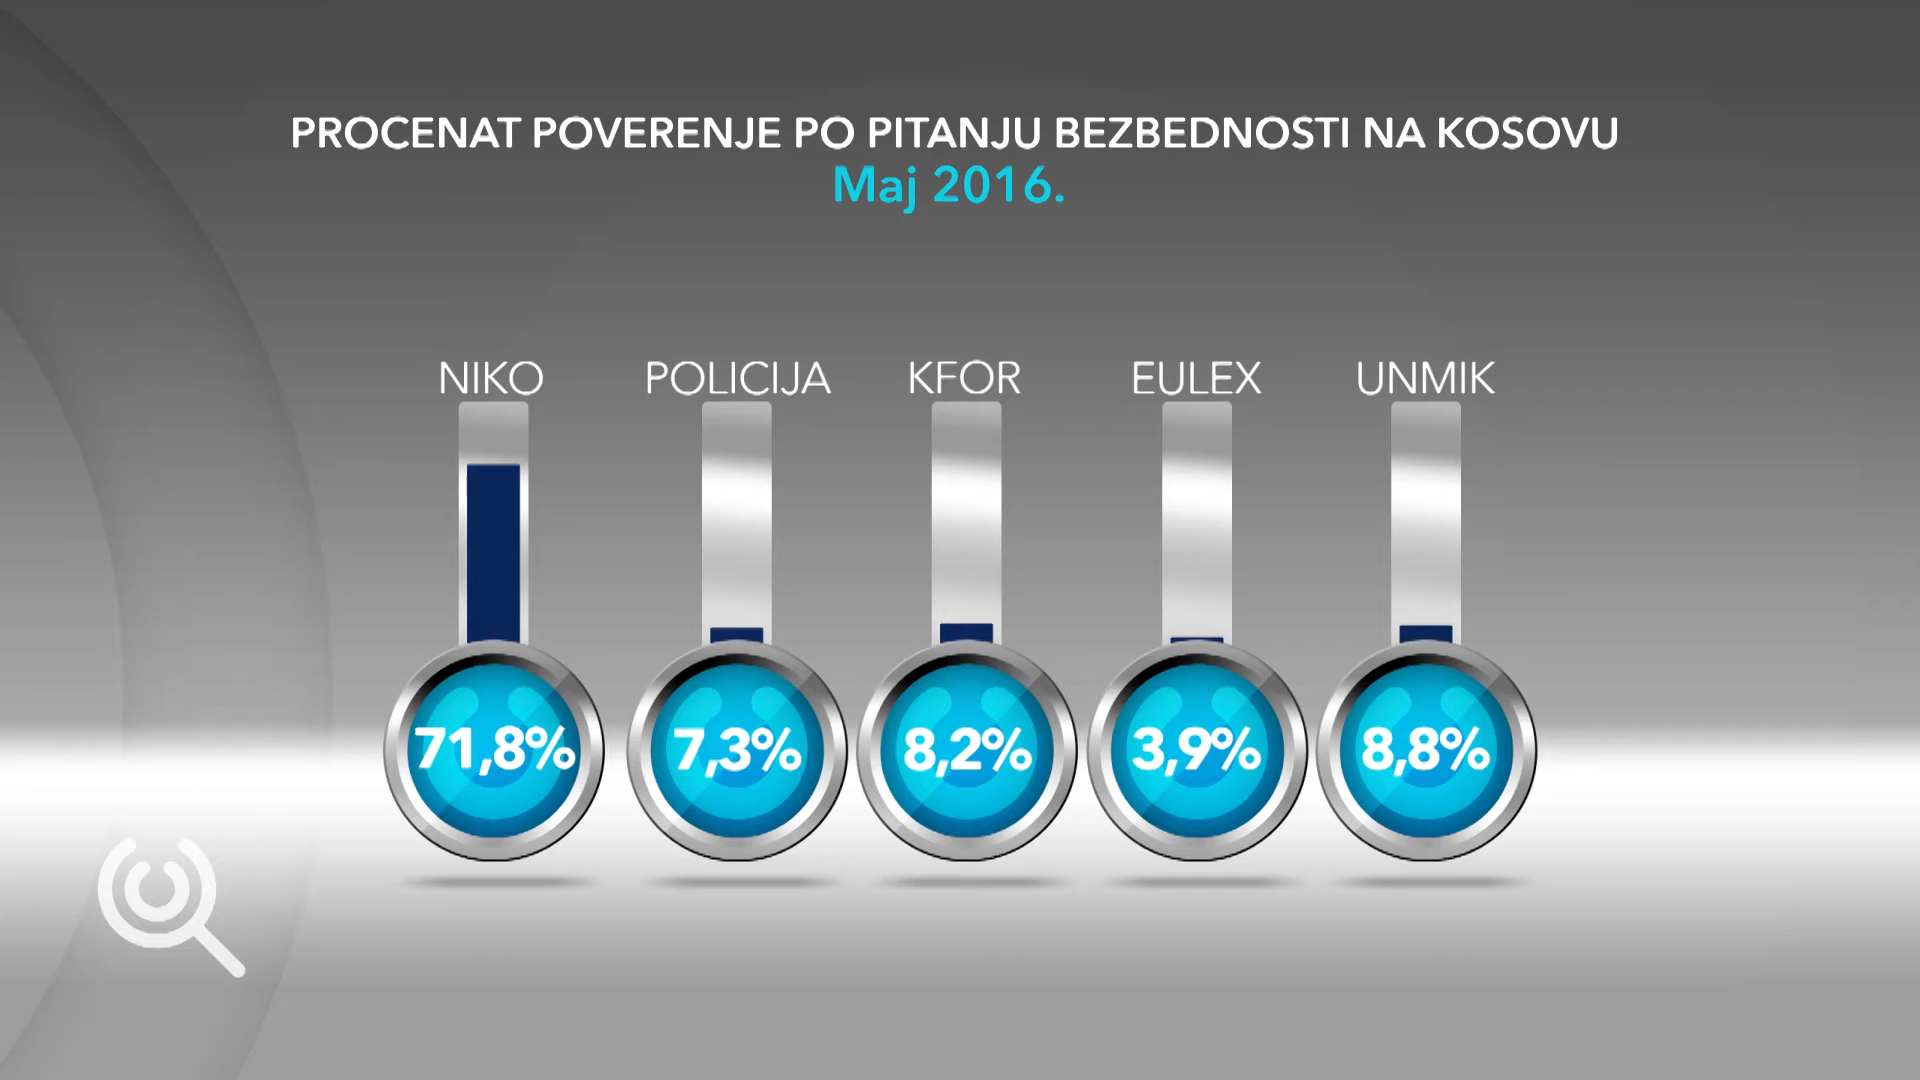 PROCENAT POVERENJE PO PITANJU BEZBEDNOSTI NA KOSOVU
Maj 2016.
NIKO POLICIJA KFOR EULEX UNMIK
71,8% 7,3% 8,2% 3,9% 8,8%